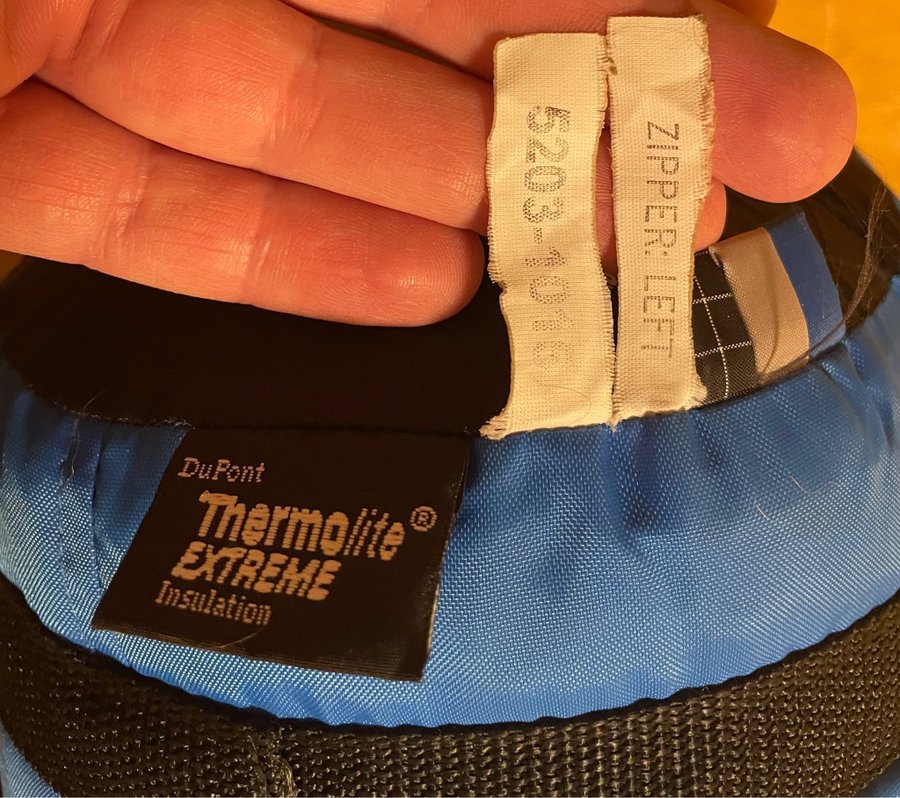 5203-1016
ZIPPER: LEFT
DuPont
Thermolite®
EXTREME
Insulation